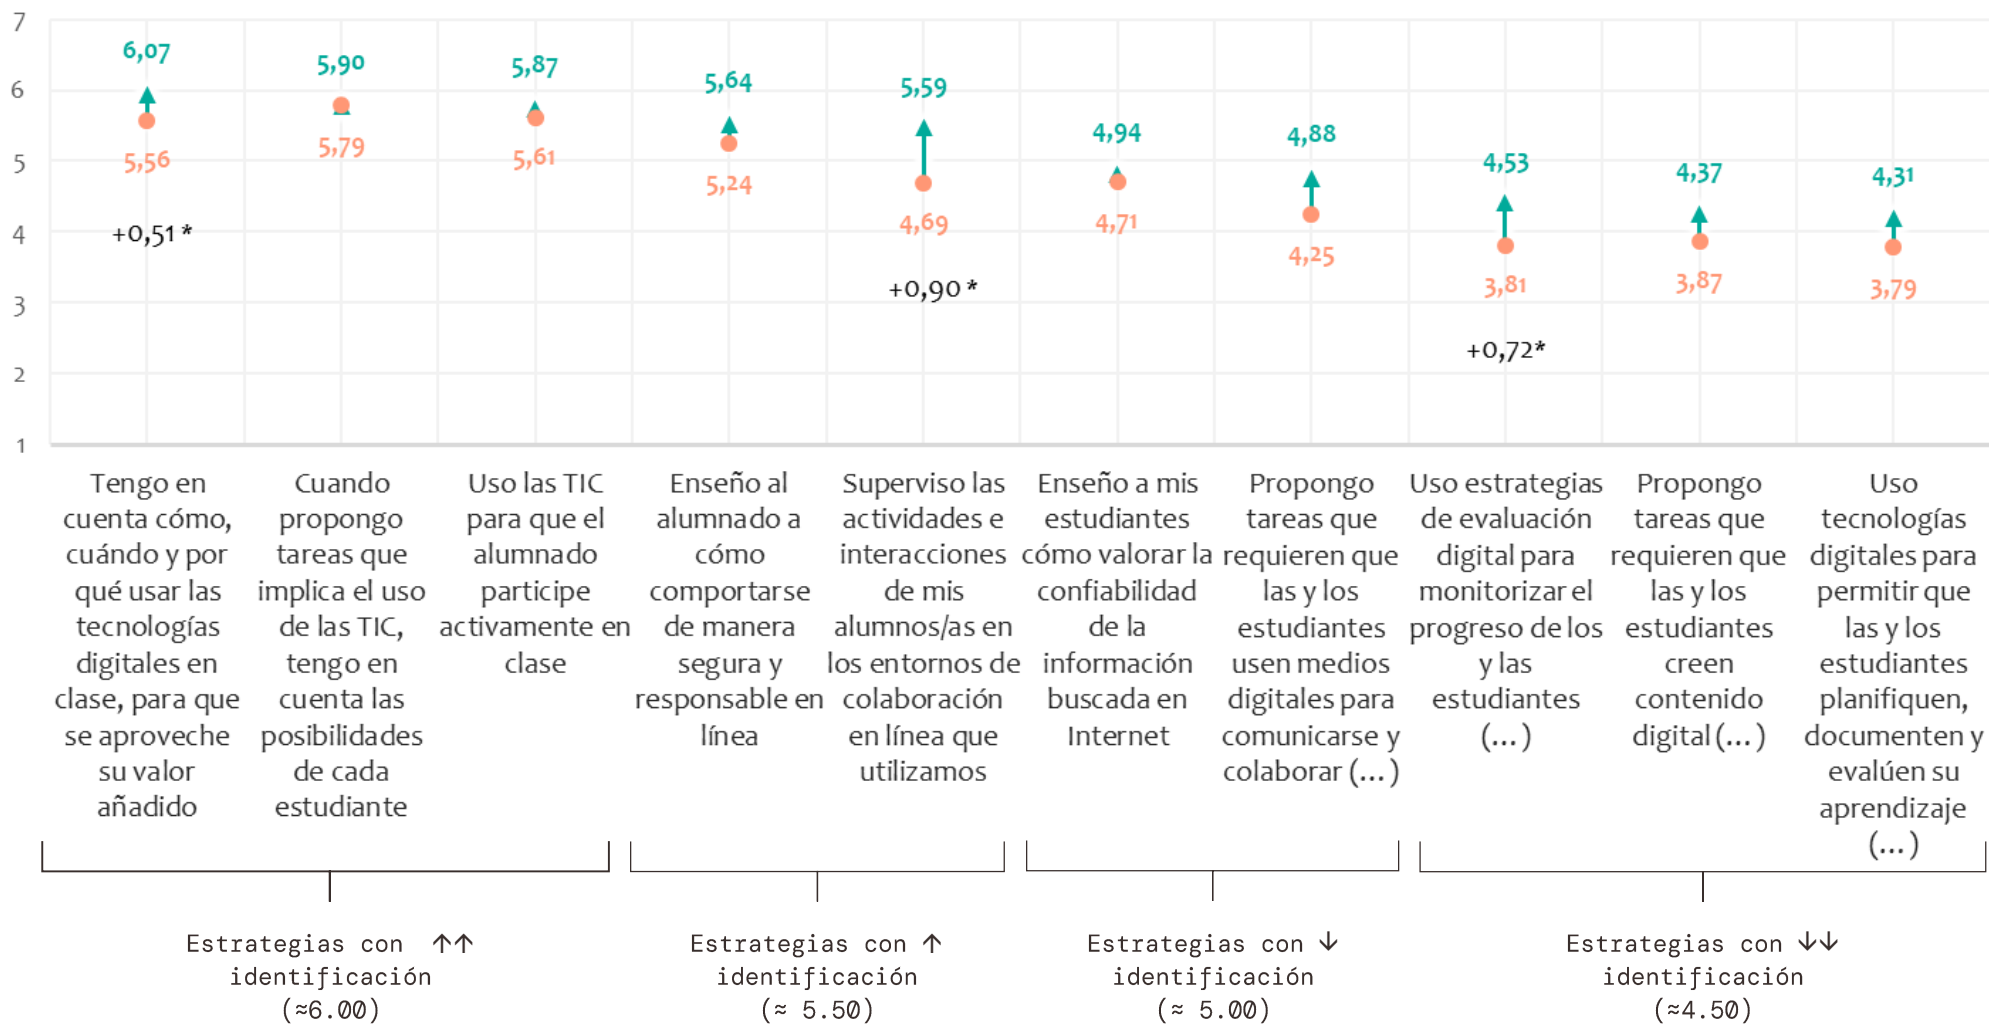 7
6
5
4
3
2
1
6,07
5,56
+0,51 *
5,90
5,79
5,87
5,61
5,64
5,24
5,59
4,69
+0,90 *
4,94
4,71
4,88
4,25
4,53
3,81
+0,72*
4,37
3,87
4,31
3,79
Tengo en
cuenta cómo,
cuándo y por
qué usar las
tecnologías
digitales en
clase, para que
se aproveche
su valor
añadido
Cuando
propongo
tareas que
implica el uso
de las TIC,
tengo en
cuenta las
posibilidades
de cada
estudiante
Uso las TIC
para que el
alumnado
participe
activamente en
clase
Enseño al
alumnado a
cómo
comportarse
de manera
segura y
responsable en
línea
Superviso las
actividades e
interacciones
de mis
alumnos/as en
los entornos de
colaboración
en línea que
utilizamos
Enseño a mis
estudiantes
cómo valorar la
confiabilidad
de la
información
buscada en
Internet
Propongo
tareas que
requieren que
las y los
estudiantes
usen medios
digitales para
comunicarse y
colaborar (...)
Uso estrategias
de evaluación
digital para
monitorizar el
progreso de los
y las
estudiantes
(...)
Propongo
tareas que
requieren que
las y los
estudiantes
creen
contenido
digital (...)
Uso
tecnologías
digitales para
permitir que
las y los
estudiantes
planifiquen,
documenten y
evalúen su
aprendizaje
(...)
Estrategias con ↑↑
identificación
(≈6.00)
Estrategias con ↑
identificación
(≈ 5.50)
Estrategias con ↓
identificación
(≈ 5.00)
Estrategias con ↓↓
identificación
(≈4.50)